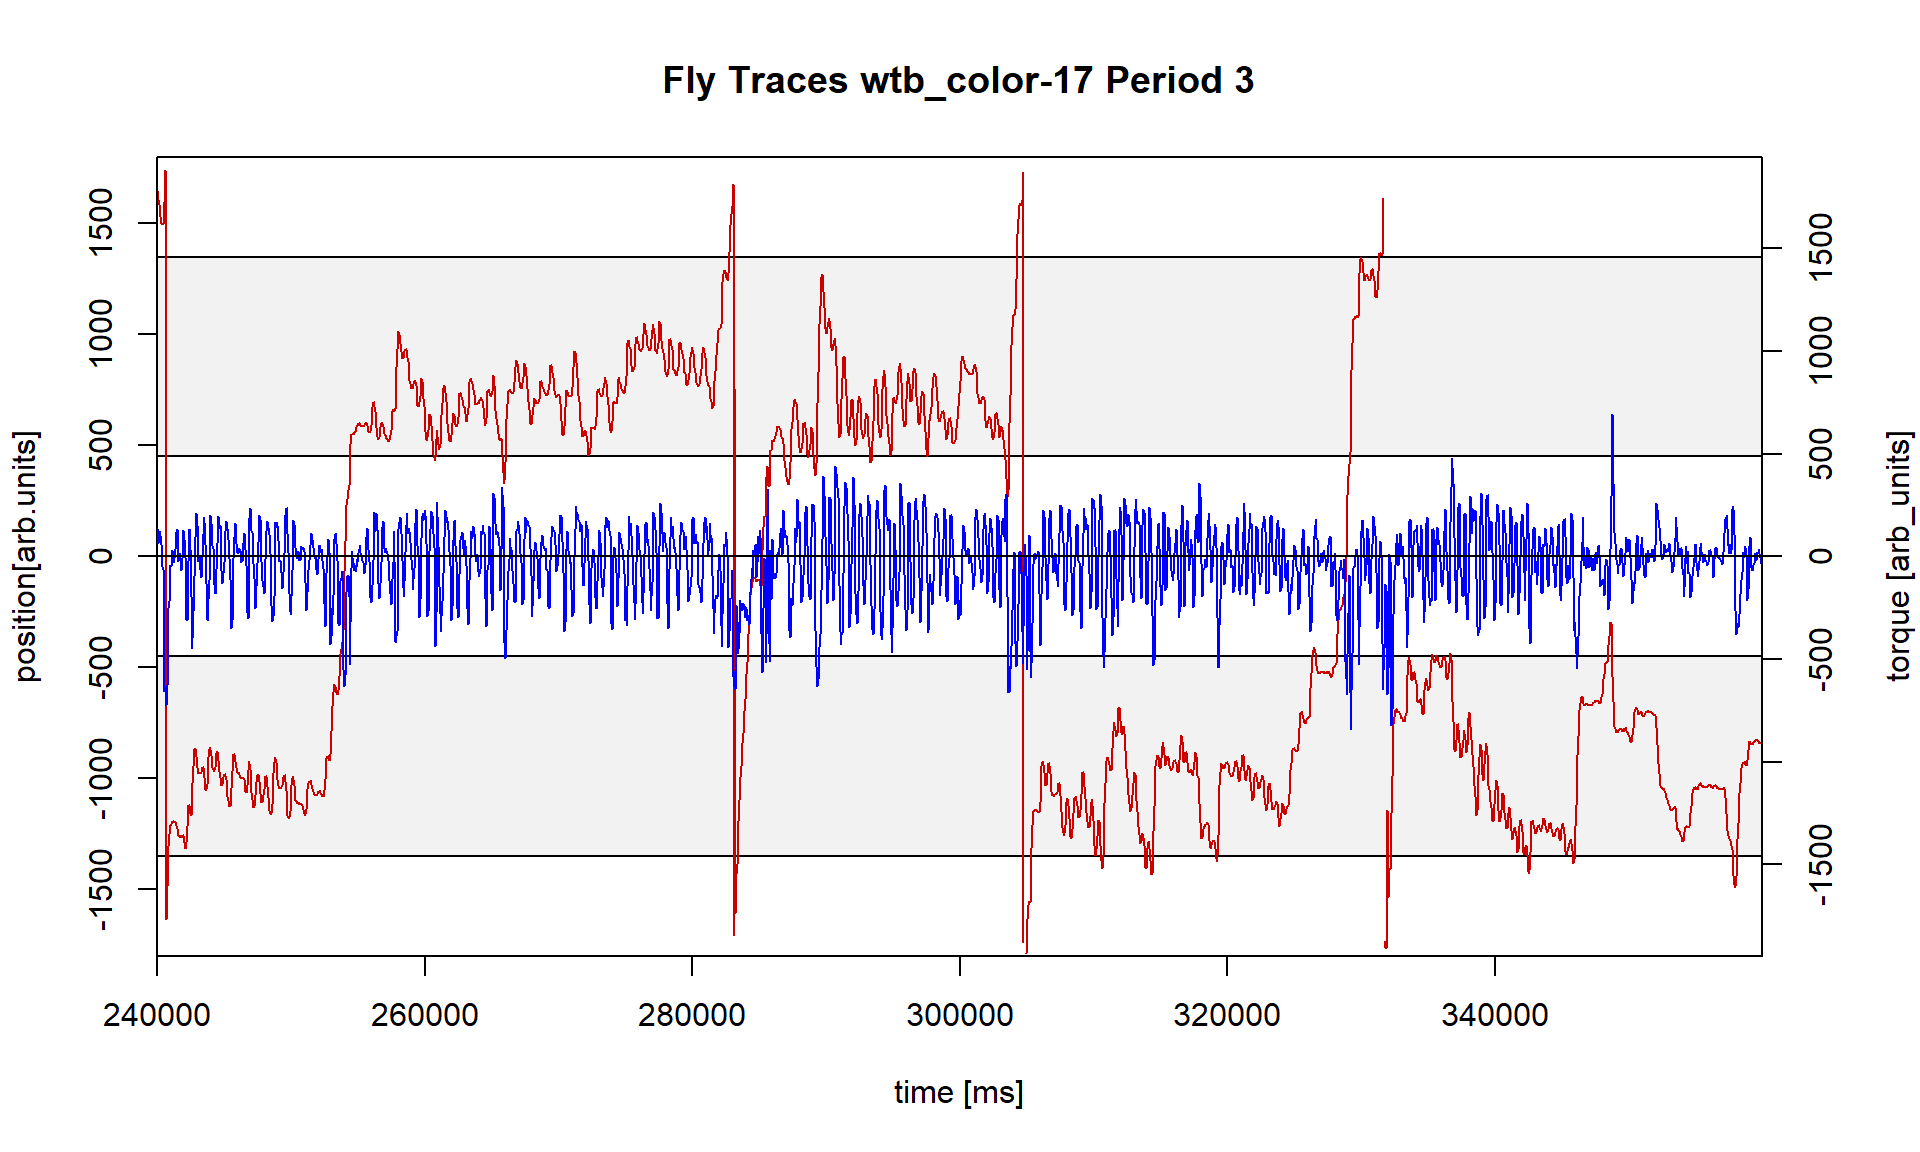 Fly Traces wtb_color-17 Period 3
position[arb.units]
1500
1000
500
0
-500
-1000
-1500
1500
1000
500
0
-500
-1500
torque [arb_units]
240000 260000 280000 300000 320000 340000
time [ms]